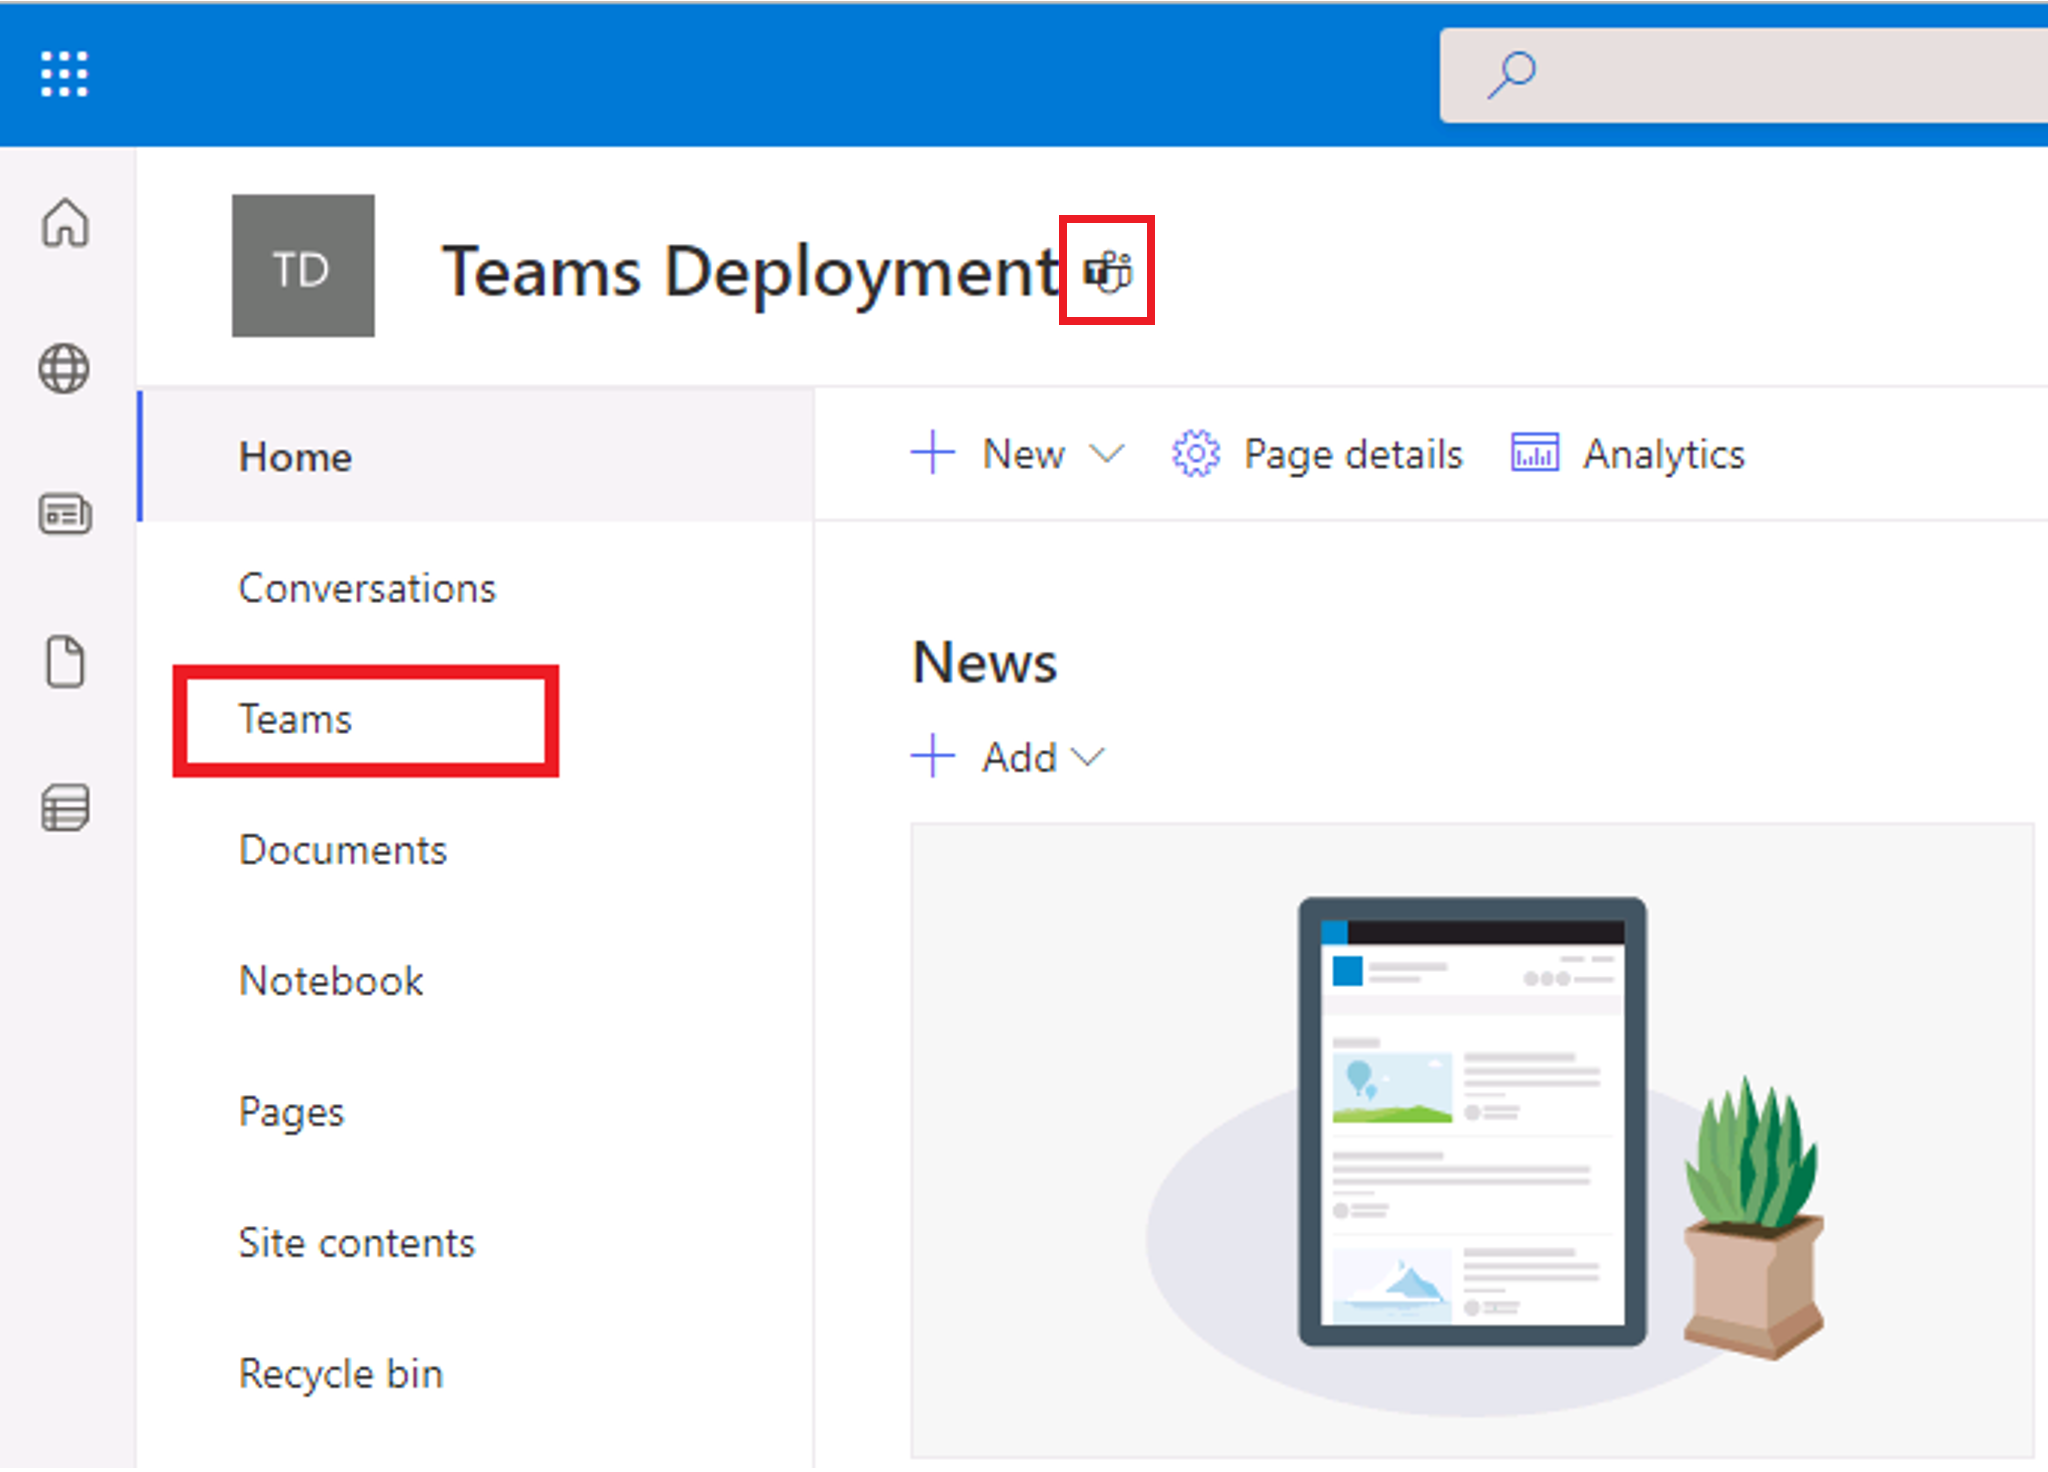 TD
Teams Deployment
Home
Conversations
Teams
Documents
Notebook
Pages
Site contents
Recycle bin
New
Page details
Analytics
News
Add